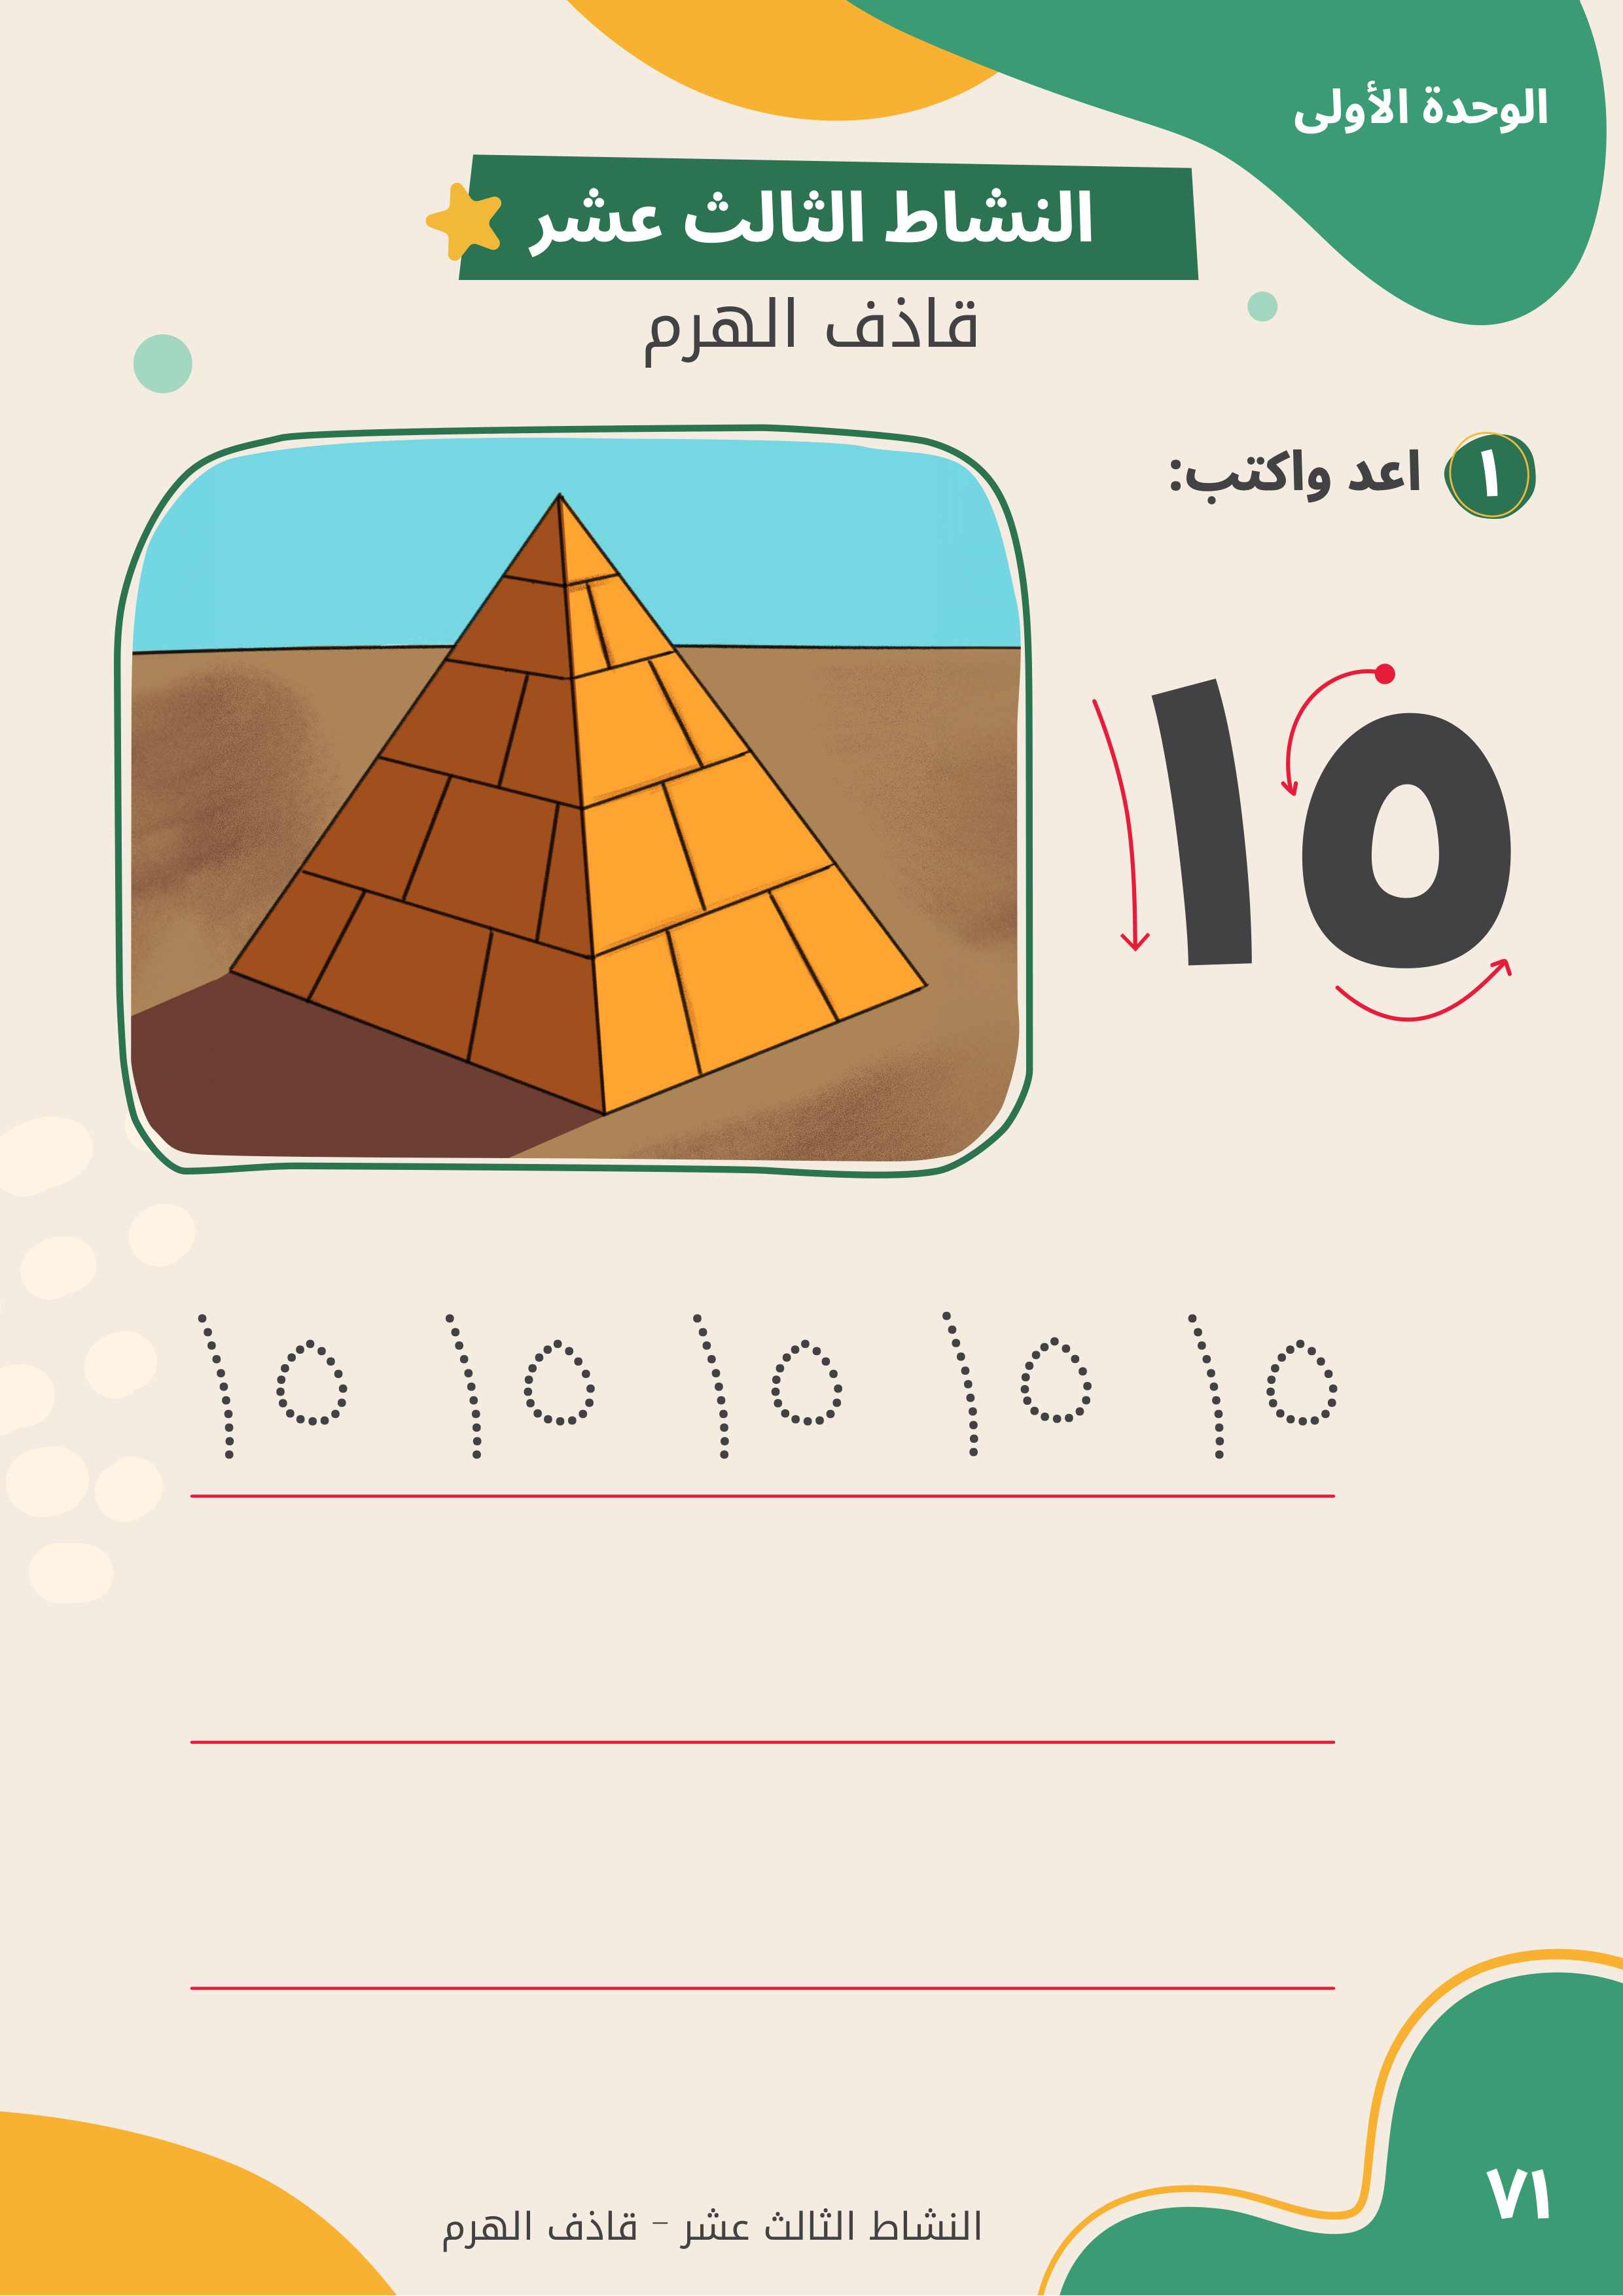 الوحدة الأولى
النشاط الثالث عشر
قاذف الهرم
١ اعد واكتب:
١٥
١٥ ١٥ ١٥ ١٥ ١٥
النشاط الثالث عشر – قاذف الهرم
٧١